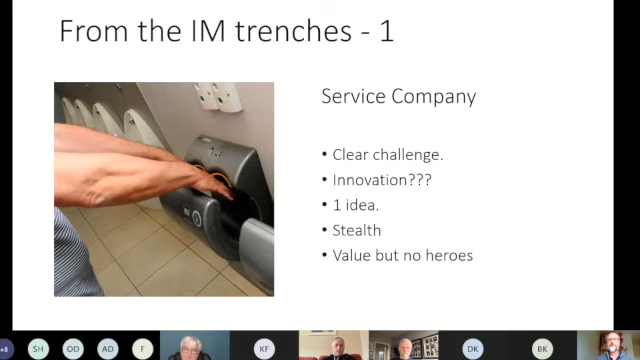 From the IM trenches - 1
Service Company
• Clear challenge.
• Innovation???
• 1 idea.
• Stealth
• Value but no heroes
+8
SH
OD
AD
F
KF
DK
BK